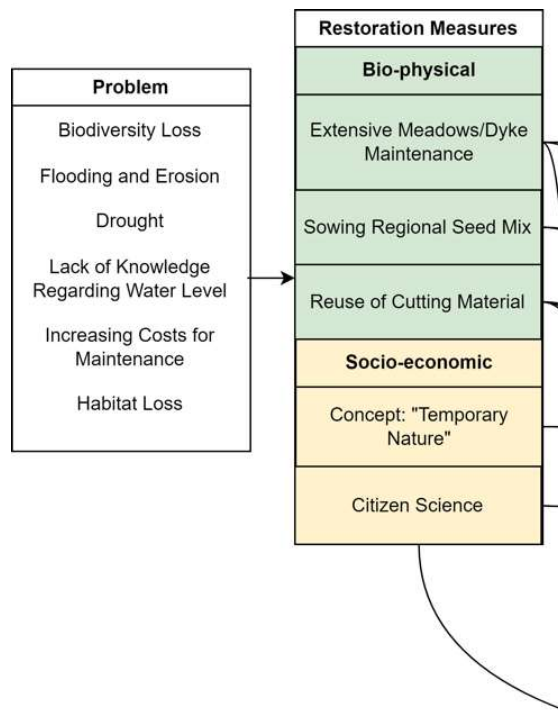 Problem
Biodiversity Loss
Flooding and Erosion
Drought
Lack of Knowledge
Regarding Water Level
Increasing Costs for
Maintenance
Habitat Loss
Restoration Measures
Bio-physical
Extensive Meadows/Dyke
Maintenance
Sowing Regional Seed Mix
Reuse of Cutting Material
Socio-economic
Concept: "Temporary
Nature"
Citizen Science